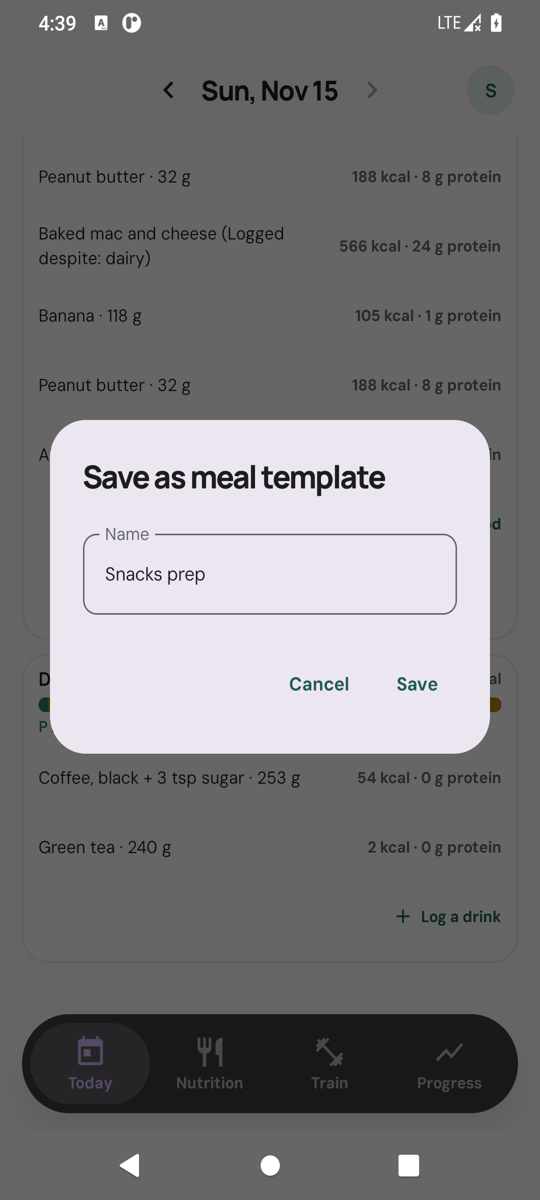 4:39
LTE
Sun, Nov 15
S
Peanut butter · 32 g
188 kcal · 8 g protein
Baked mac and cheese (Logged
despite: dairy)
566 kcal · 24 g protein
Banana · 118 g
105 kcal · 1 g protein
Peanut butter · 32 g
188 kcal · 8 g protein
Save as meal template
Name
Snacks prep
Cancel
Save
Coffee, black + 3 tsp sugar · 253 g
54 kcal · 0 g protein
Green tea · 240 g
2 kcal · 0 g protein
+ Log a drink
Today
Nutrition
Train
Progress